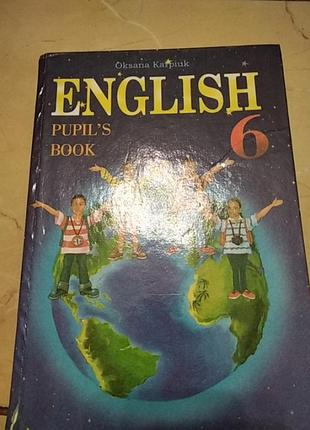 Oksana Karpiuk
ENGLISH
PUPIL'S 6
BOOK